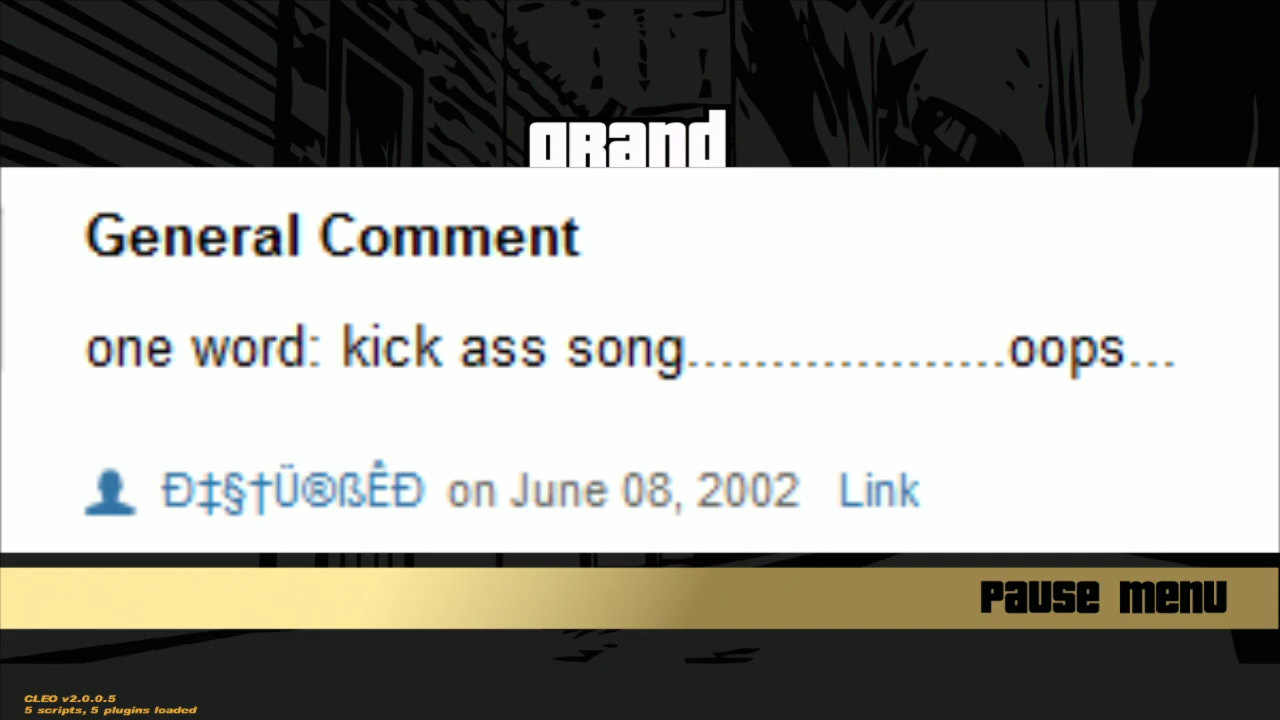 GRand
General Comment
one word: kick ass song...................oops...
Ð‡§†Ü®ßÊÐ on June 08, 2002 Link
Pause menu
CLEO v2.0.0.5
5 scripts, 5 plugins loaded